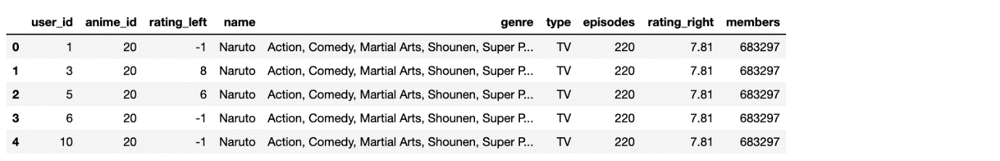 user_id anime_id rating_left name genre type episodes rating_right members
0 1 20 -1 Naruto Action, Comedy, Martial Arts, Shounen, Super P... TV 220 7.81 683297
1 3 20 8 Naruto Action, Comedy, Martial Arts, Shounen, Super P... TV 220 7.81 683297
2 5 20 6 Naruto Action, Comedy, Martial Arts, Shounen, Super P... TV 220 7.81 683297
3 6 20 -1 Naruto Action, Comedy, Martial Arts, Shounen, Super P... TV 220 7.81 683297
4 10 20 -1 Naruto Action, Comedy, Martial Arts, Shounen, Super P... TV 220 7.81 683297